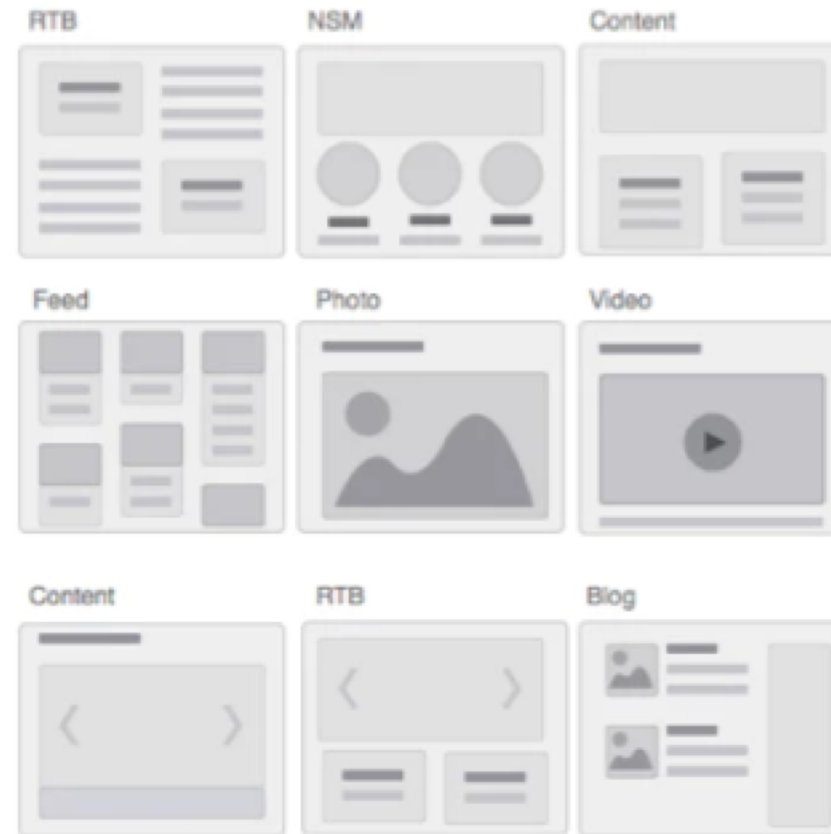 RTB
NSM
Content
Feed
Photo
Video
Content
RTB
Blog